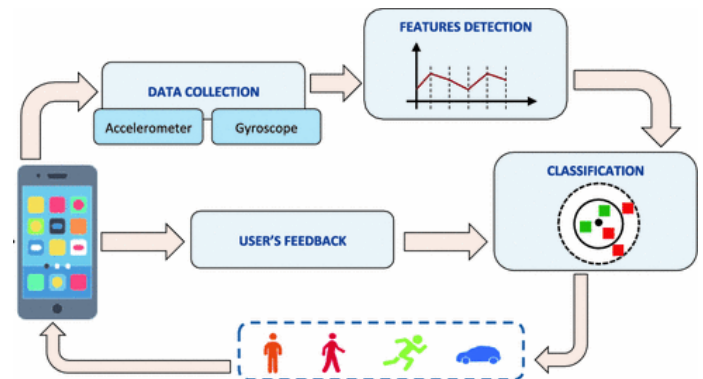 FEATURES DETECTION
DATA COLLECTION
Accelerometer
Gyroscope
CLASSIFICATION
USER'S FEEDBACK